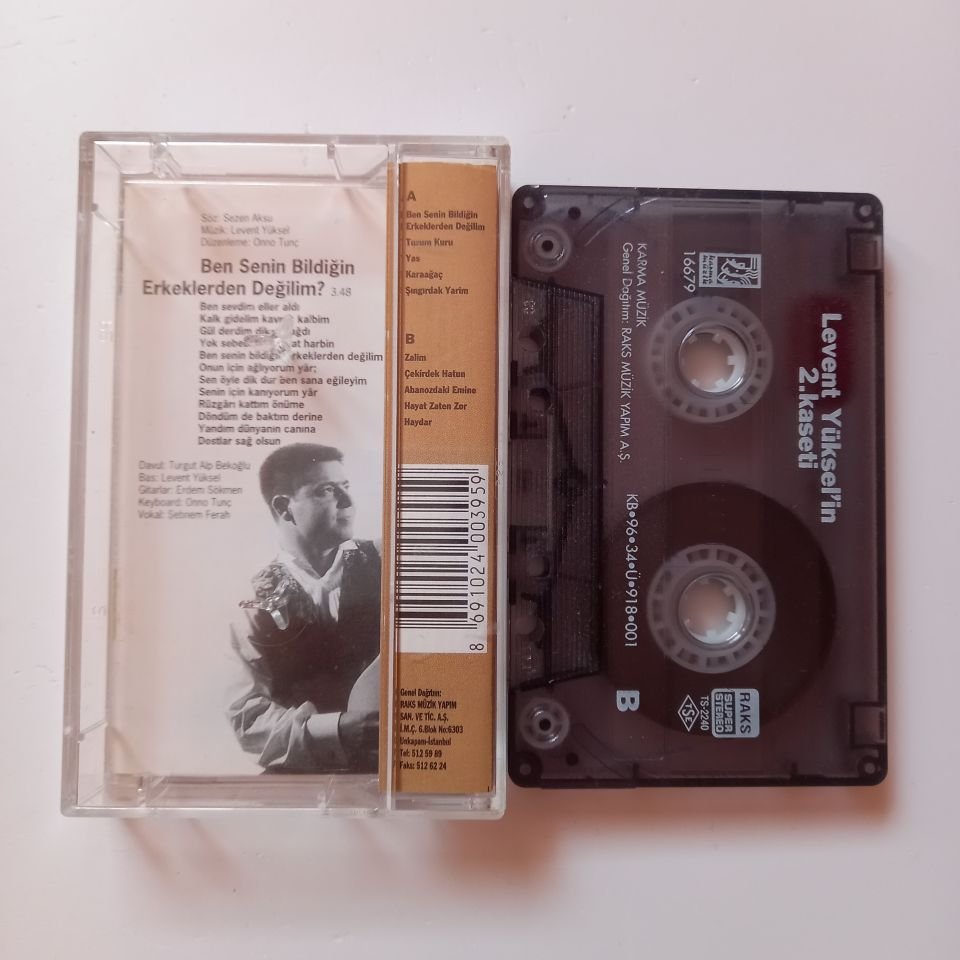 Söz: Sezen Aksu
Müzik: Levent Yüksel
Düzenleme: Onno Tunç
Ben Senin Bildiğin
Erkeklerden Değilim? 3.48
Ben sevdim eller aldı
Kalk gidelim kalbim
Gül derdim
Yok sebeb harbin
Ben senin bildiğin erkeklerden değilim
Onun için ağlıyorum yâr;
Sen öyle dik dur ben sana eğileyim
Senin için kanıyorum yâr
Rüzgârı kattım önüme
Döndüm de baktım derine
Yandım dünyanın canına
Dostlar sağ olsun
Davul: Turgut Alp Bekoğlu
Bas: Levent Yüksel
Gitarlar: Erdem Sökmen
Keyboard: Onno Tunç
Vokal: Şebnem Ferah
A
Ben Senin Bildiğin
Erkeklerden Değilim
Tuzum Kuru
Yas
Karaağaç
Şıngırdak Yarim
B
Zalim
Çekirdek Hatun
Abanozdaki Emine
Hayat Zaten Zor
Haydar
8 691024 003959
Genel Dağıtım:
RAKS MÜZİK YAPIM
SAN. VE TİC. A.Ş.
İ.M.Ç. 6.Blok No:6303
Unkapanı-İstanbul
Tel: 512 59 89
Faks: 512 62 24
Levent Yüksel'in
2.kaseti
16679
KARMA MÜZİK
Genel Dağıtım: RAKS MÜZİK YAPIM A.Ş.
KB•96•34•Ü•918•001
B
RAKS
SUPER
STEREO
TS-2240
TSE